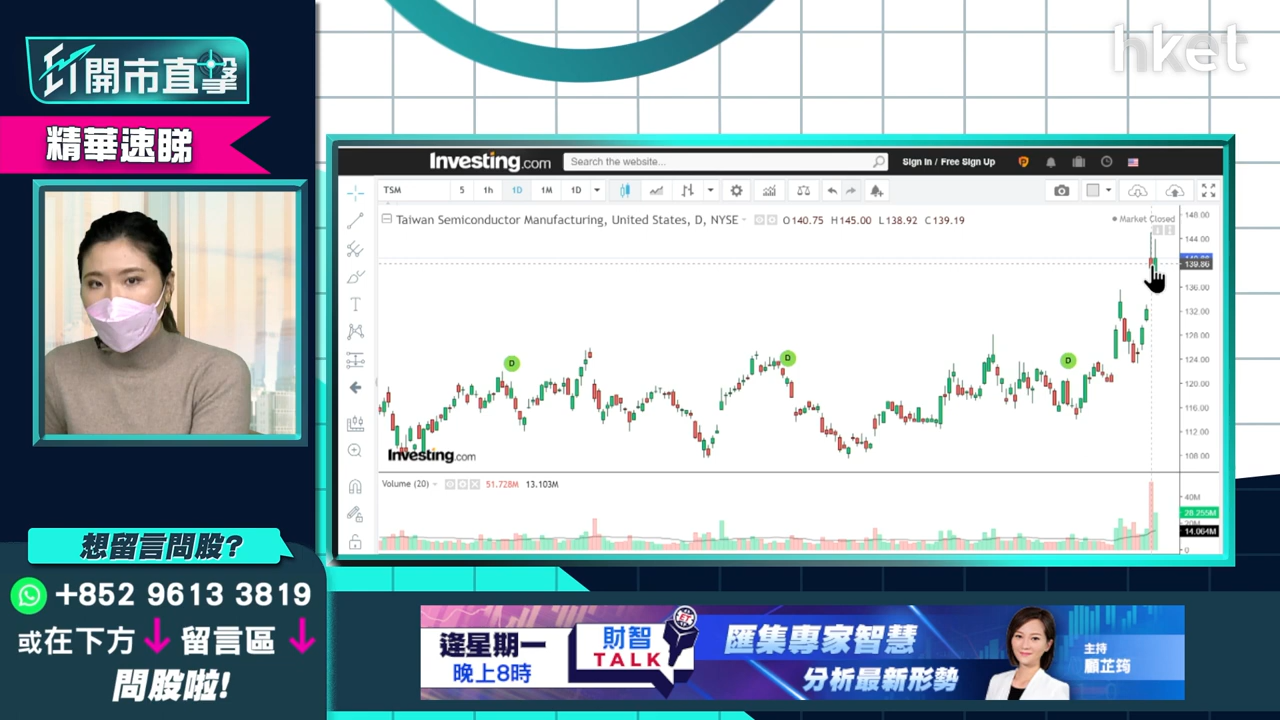 hket
ET開市直擊
精華速睇
Investing.com
Search the website...
Sign In / Free Sign Up
TSM
5
1h
1D
1M
1D
Taiwan Semiconductor Manufacturing, United States, D, NYSE
O140.75 H145.00 L138.92 C139.19
Market Closed
148.00
144.00
139.86
136.00
132.00
128.00
124.00
120.00
116.00
112.00
108.00
D
D
D
Investing.com
Volume (20)
51.728M 13.103M
40M
28.255M
20M
14.064M
0
想留言問股?
+852 9613 3819
或在下方↓留言區↓
問股啦!
逢星期一
晚上8時
財智
TALK
匯集專家智慧
分析最新形勢
主持
顧芷筠